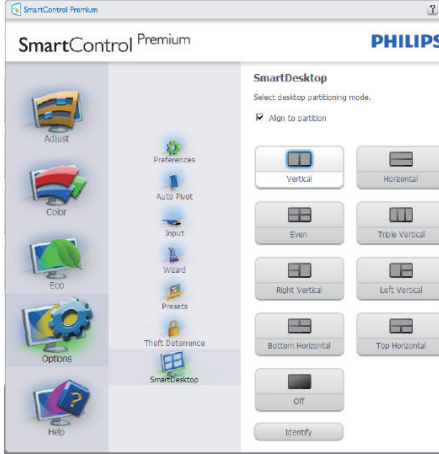 SmartControl Premium
?
SmartControl Premium
PHILIPS
Adjust
Color
Eco
Options
?
Help
Preferences
Auto Pivot
Input
Wizard
Presets
Theft Deterrence
SmartDesktop
SmartDesktop
Select desktop partitioning mode.
Align to partition
Vertical
Horizontal
Even
Triple Vertical
Right Vertical
Left Vertical
Bottom Horizontal
Top Horizontal
Off
Identify